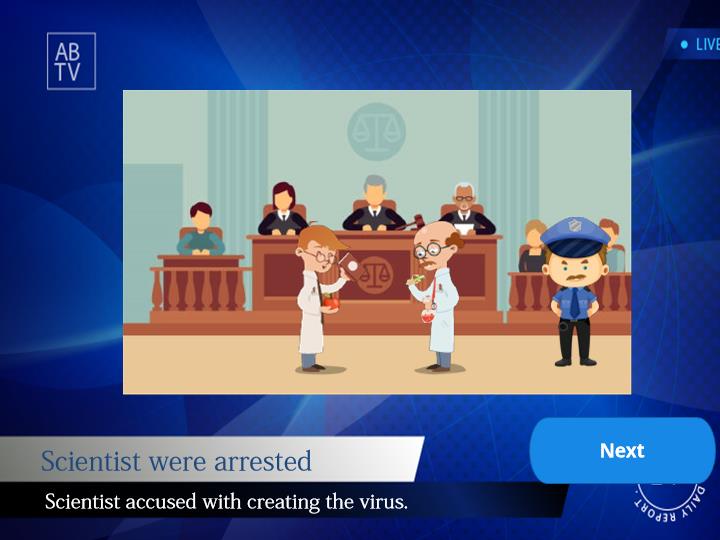 AB
TV
LIVE
Scientist were arrested
Next
Scientist accused with creating the virus.
DAILY REPORT